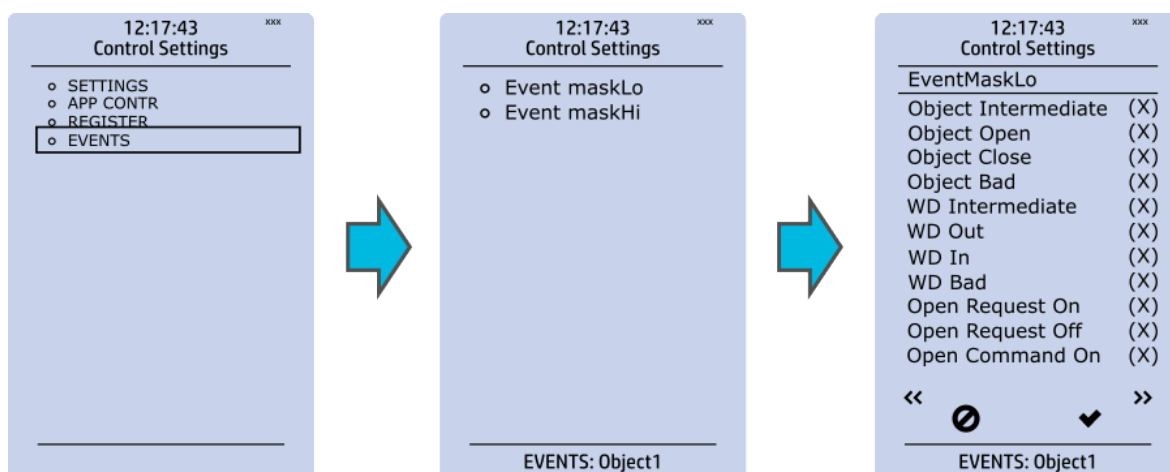 12:17:43 xxx
Control Settings
SETTINGS
APP CONTR
REGISTER
EVENTS
12:17:43 xxx
Control Settings
Event maskLo
Event maskHi
EVENTS: Object1
12:17:43 xxx
Control Settings
EventMaskLo
Object Intermediate (X)
Object Open (X)
Object Close (X)
Object Bad (X)
WD Intermediate (X)
WD Out (X)
WD In (X)
WD Bad (X)
Open Request On (X)
Open Request Off (X)
Open Command On (X)
<< >>
EVENTS: Object1